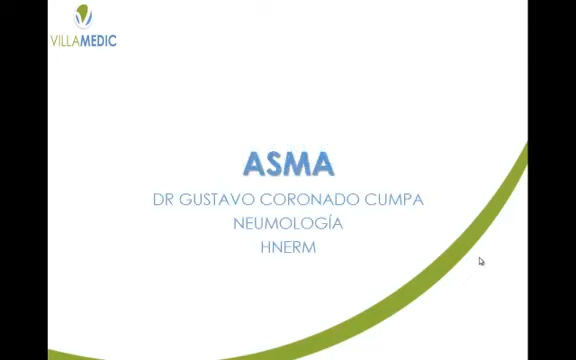 VILLAMEDIC
ASMA
DR GUSTAVO CORONADO CUMPA
NEUMOLOGÍA
HNERM